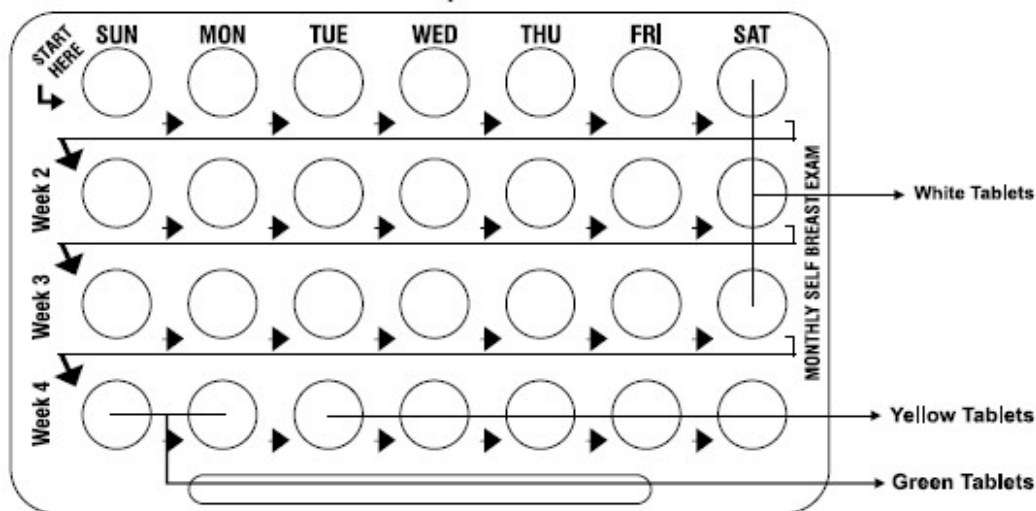 START
HERE
SUN MON TUE WED THU FRI SAT
Week 2
Week 3
Week 4
MONTHLY SELF BREAST EXAM
White Tablets
Yellow Tablets
Green Tablets